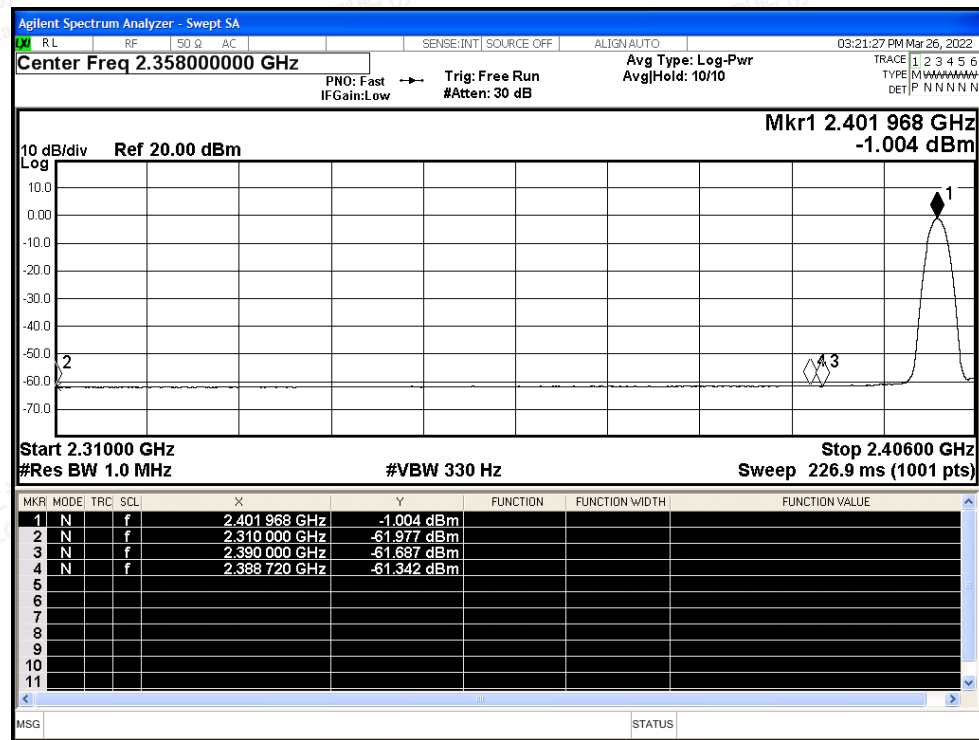 Agilent Spectrum Analyzer - Swept SA
LXI RL RF 50 Ω AC SENSE:INT SOURCE OFF ALIGN AUTO 03:21:27 PM Mar 26, 2022
Center Freq 2.358000000 GHz
PNO: Fast
IFGain:Low
Trig: Free Run
#Atten: 30 dB
Avg Type: Log-Pwr
Avg|Hold: 10/10
TRACE 1 2 3 4 5 6
TYPE M
DET P N N N N N
Mkr1 2.401 968 GHz
-1.004 dBm
10 dB/div Ref 20.00 dBm
Log
10.0
1
0.00
-10.0
-20.0
-30.0
-40.0
-50.0
2 4 3
-60.0
-70.0
Start 2.31000 GHz Stop 2.40600 GHz
#Res BW 1.0 MHz #VBW 330 Hz Sweep 226.9 ms (1001 pts)
MKR MODE TRC SCL X Y FUNCTION FUNCTION WIDTH FUNCTION VALUE
1 N f 2.401 968 GHz -1.004 dBm
2 N f 2.310 000 GHz -61.977 dBm
3 N f 2.390 000 GHz -61.687 dBm
4 N f 2.388 720 GHz -61.342 dBm
5
6
7
8
9
10
11
MSG STATUS